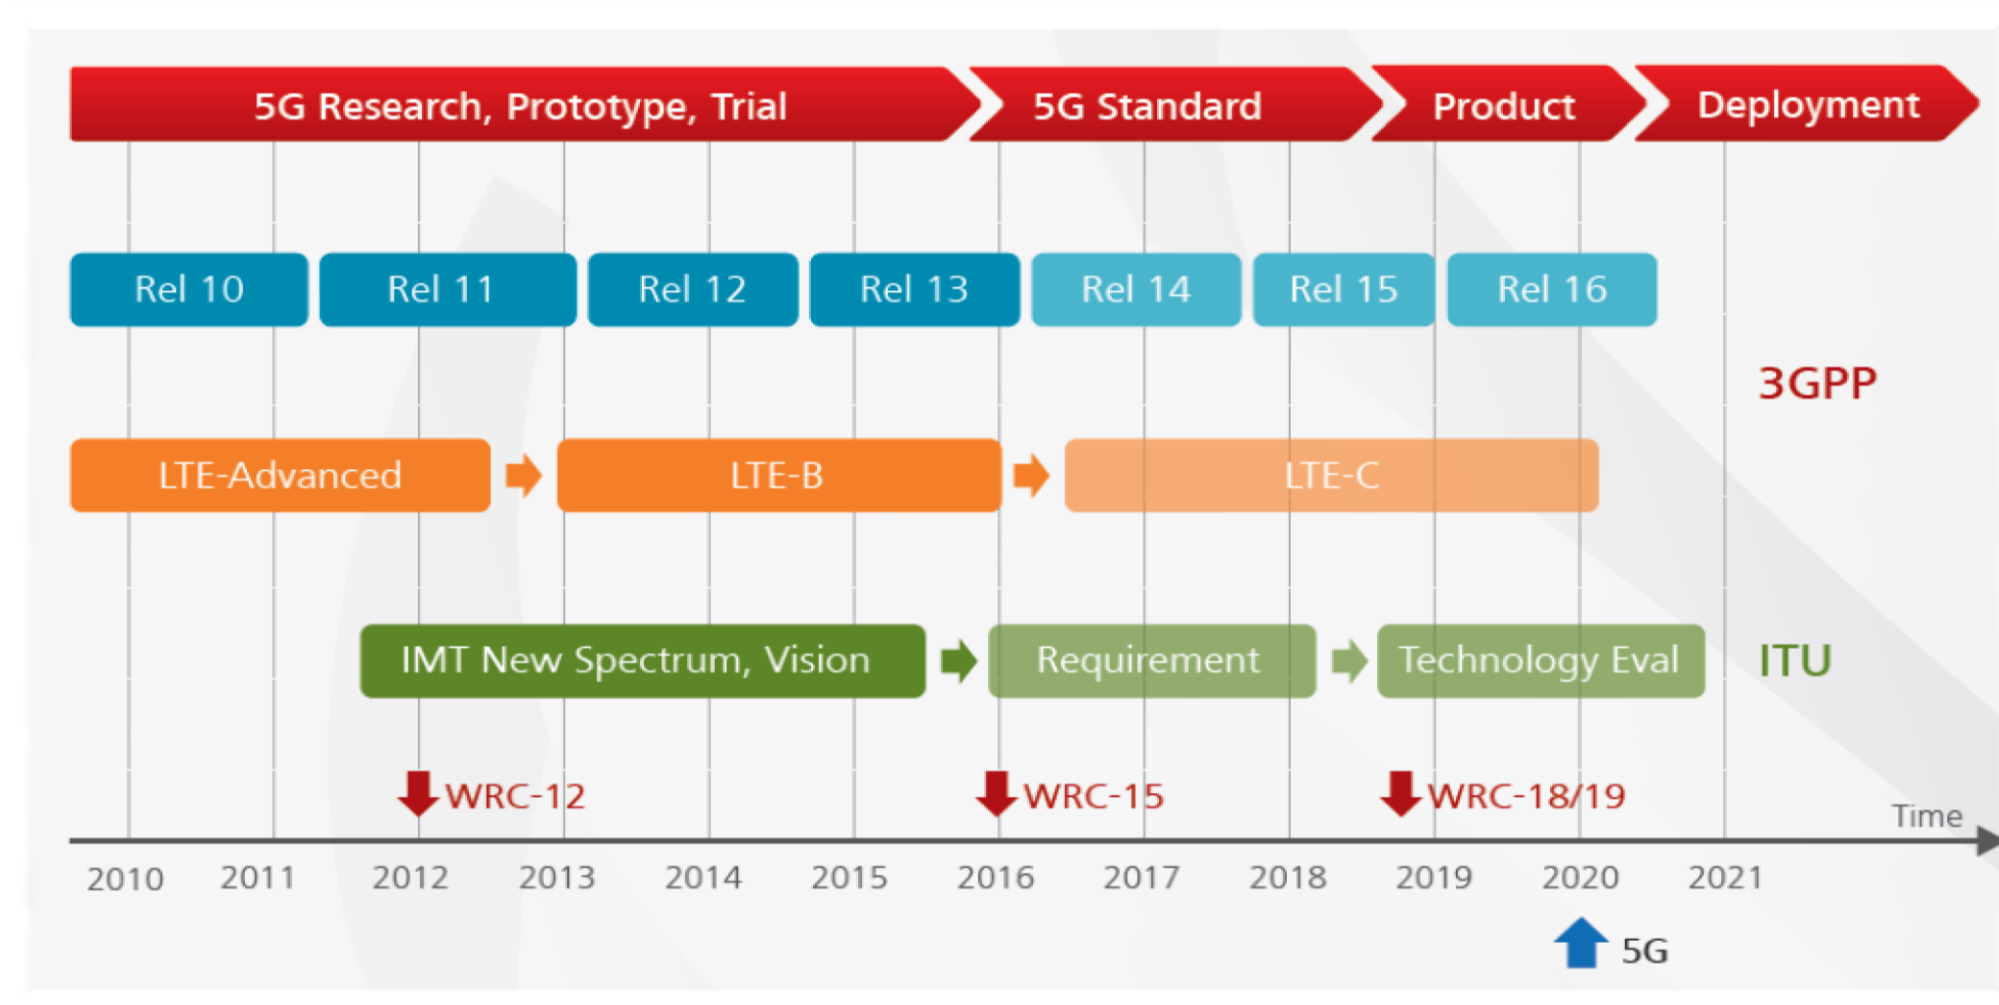 5G Research, Prototype, Trial
5G Standard
Product
Deployment
Rel 10
Rel 11
Rel 12
Rel 13
Rel 14
Rel 15
Rel 16
3GPP
LTE-Advanced
LTE-B
LTE-C
IMT New Spectrum, Vision
Requirement
Technology Eval
ITU
WRC-12
WRC-15
WRC-18/19
Time
2010
2011
2012
2013
2014
2015
2016
2017
2018
2019
2020
2021
5G